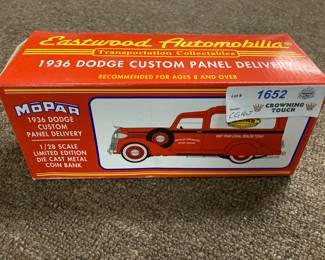 Eastwood Automobilia
Transportation Collectables
1936 DODGE CUSTOM PANEL DELIVERY
RECOMMENDED FOR AGES 8 AND OVER
MOPAR
1936 DODGE
CUSTOM
PANEL DELIVERY
1/28 SCALE
LIMITED EDITION
DIE CAST METAL
COIN BANK
Lot #
1652
CROWNING
TOUCH